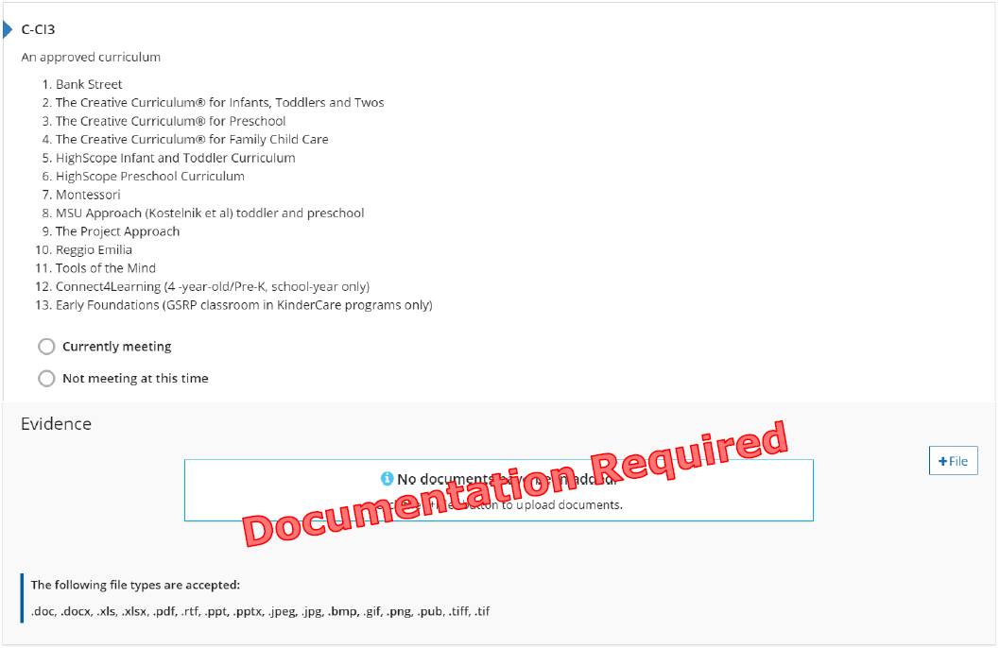 C-CI3
An approved curriculum
1. Bank Street
2. The Creative Curriculum® for Infants, Toddlers and Twos
3. The Creative Curriculum® for Preschool
4. The Creative Curriculum® for Family Child Care
5. HighScope Infant and Toddler Curriculum
6. HighScope Preschool Curriculum
7. Montessori
8. MSU Approach (Kostelnik et al) toddler and preschool
9. The Project Approach
10. Reggio Emilia
11. Tools of the Mind
12. Connect4Learning (4 -year-old/Pre-K, school-year only)
13. Early Foundations (GSRP classroom in KinderCare programs only)
Currently meeting
Not meeting at this time
Evidence
+File
No documents have been added.
button to upload documents.
Documentation Required
The following file types are accepted:
.doc, .docx, .xls, .xlsx, .pdf, .rtf, .ppt, .pptx, .jpeg, .jpg, .bmp, .gif, .png, .pub, .tiff, .tif